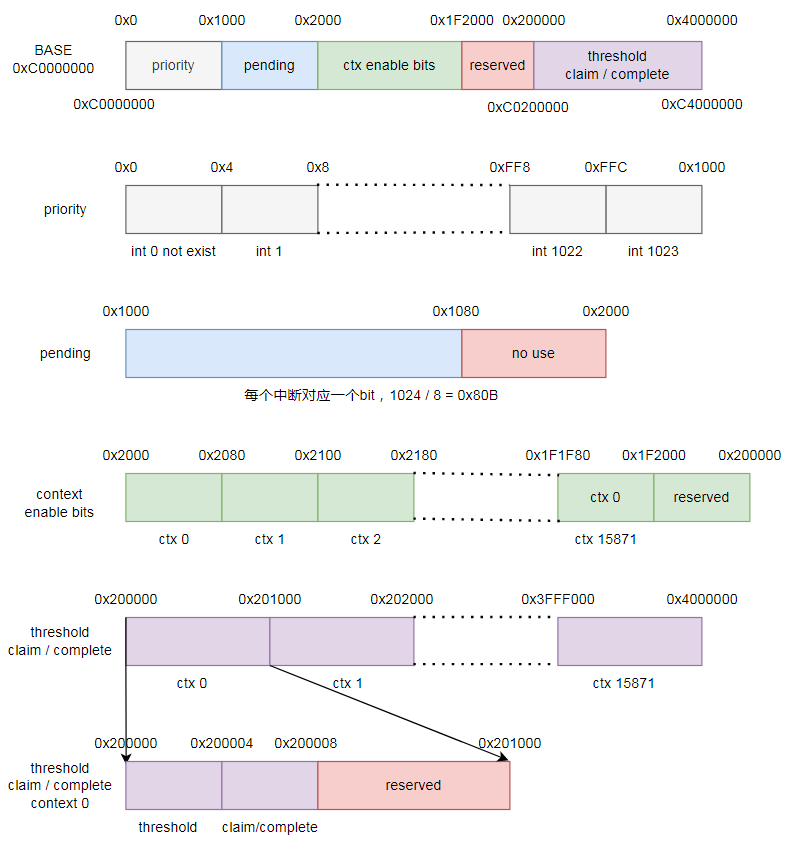 0x0 0x1000 0x2000 0x1F2000 0x200000 0x4000000
BASE
0xC0000000
priority pending ctx enable bits reserved threshold
claim / complete
0xC0000000 0xC0200000 0xC4000000
0x0 0x4 0x8 0xFF8 0xFFC 0x1000
priority
int 0 not exist int 1 int 1022 int 1023
0x1000 0x1080 0x2000
pending no use
每个中断对应一个bit，1024 / 8 = 0x80B
0x2000 0x2080 0x2100 0x2180 0x1F1F80 0x1F2000 0x200000
context
enable bits
ctx 0 reserved
ctx 0 ctx 1 ctx 2 ctx 15871
0x200000 0x201000 0x202000 0x3FFF000 0x4000000
threshold
claim / complete
ctx 0 ctx 1 ctx 15871
0x200000 0x200004 0x200008 0x201000
threshold
claim / complete
context 0
reserved
threshold claim/complete